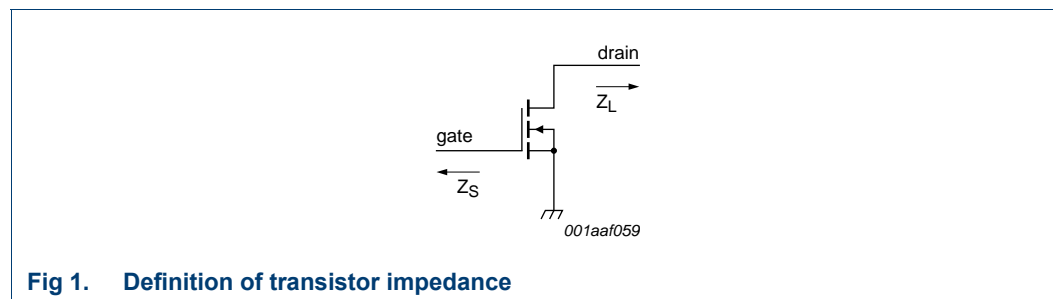 drain
Z_L
gate
Z_S
001aaf059
Fig 1. Definition of transistor impedance